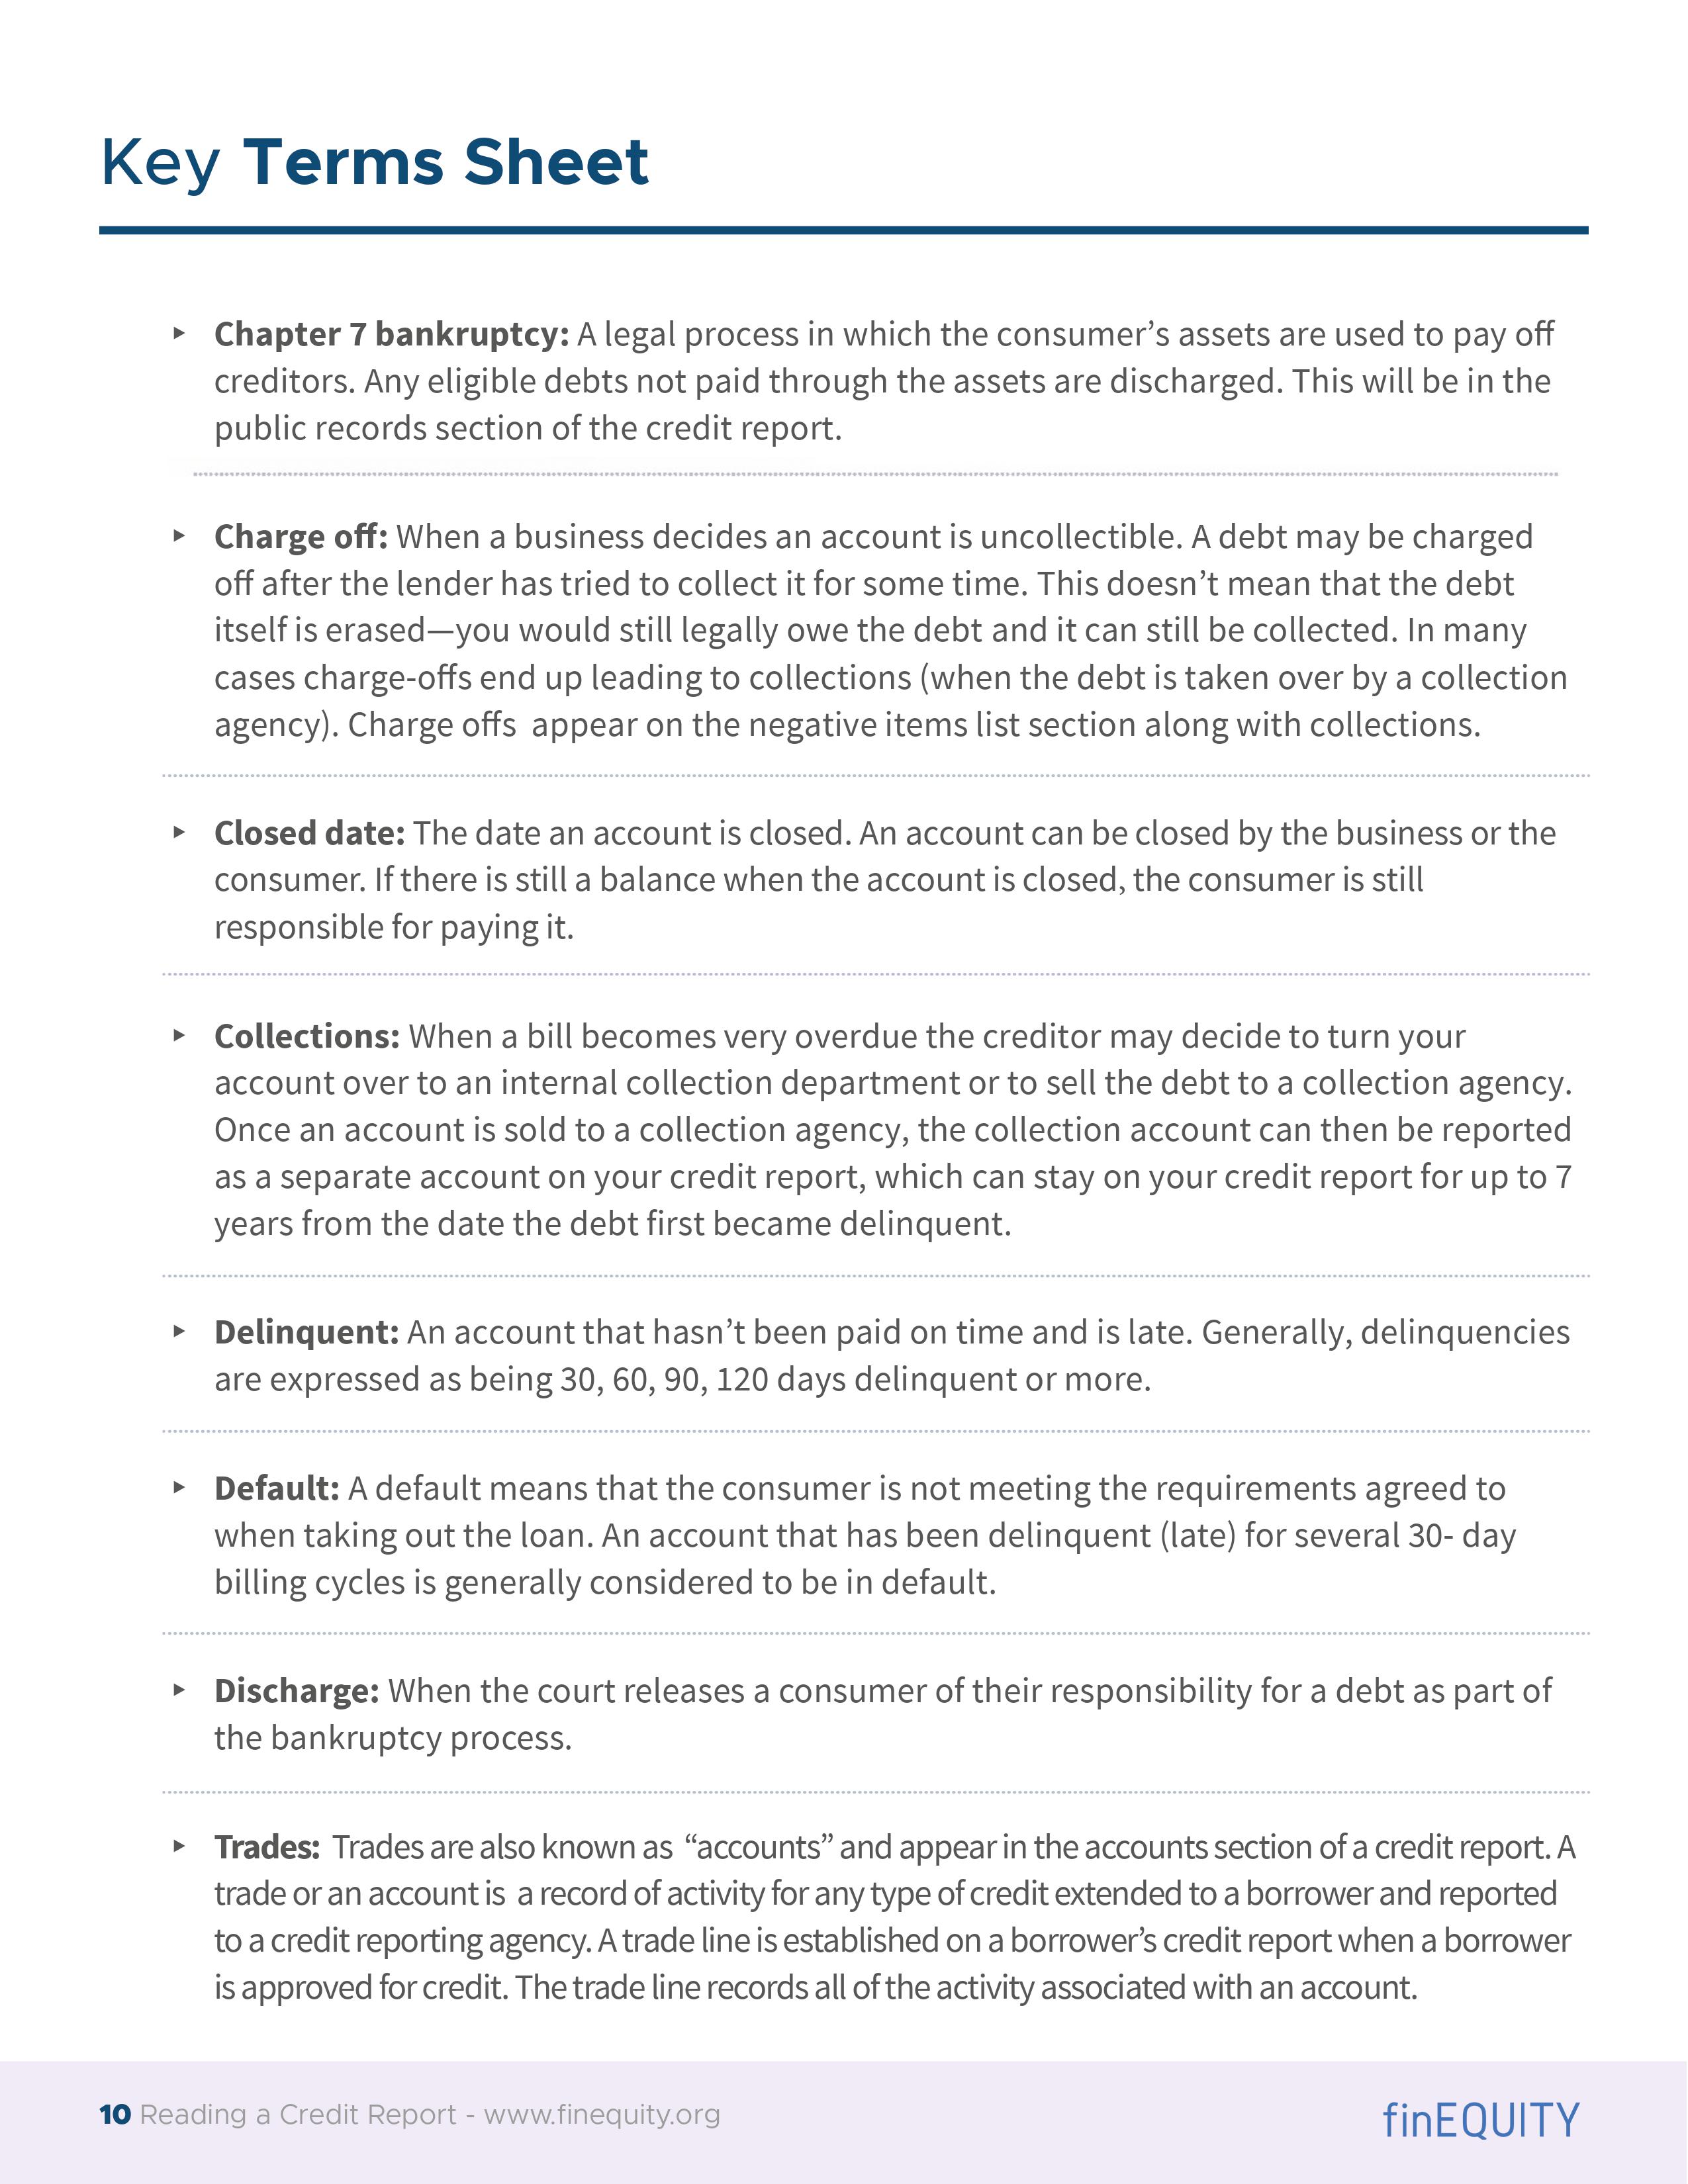 Key Terms Sheet
▸ Chapter 7 bankruptcy: A legal process in which the consumer’s assets are used to pay off
creditors. Any eligible debts not paid through the assets are discharged. This will be in the
public records section of the credit report.
▸ Charge off: When a business decides an account is uncollectible. A debt may be charged
off after the lender has tried to collect it for some time. This doesn’t mean that the debt
itself is erased—you would still legally owe the debt and it can still be collected. In many
cases charge-offs end up leading to collections (when the debt is taken over by a collection
agency). Charge offs  appear on the negative items list section along with collections.
▸ Closed date: The date an account is closed. An account can be closed by the business or the
consumer. If there is still a balance when the account is closed, the consumer is still
responsible for paying it.
▸ Collections: When a bill becomes very overdue the creditor may decide to turn your
account over to an internal collection department or to sell the debt to a collection agency.
Once an account is sold to a collection agency, the collection account can then be reported
as a separate account on your credit report, which can stay on your credit report for up to 7
years from the date the debt first became delinquent.
▸ Delinquent: An account that hasn’t been paid on time and is late. Generally, delinquencies
are expressed as being 30, 60, 90, 120 days delinquent or more.
▸ Default: A default means that the consumer is not meeting the requirements agreed to
when taking out the loan. An account that has been delinquent (late) for several 30- day
billing cycles is generally considered to be in default.
▸ Discharge: When the court releases a consumer of their responsibility for a debt as part of
the bankruptcy process.
▸ Trades:  Trades are also known as  “accounts” and appear in the accounts section of a credit report. A
trade or an account is  a record of activity for any type of credit extended to a borrower and reported
to a credit reporting agency. A trade line is established on a borrower’s credit report when a borrower
is approved for credit. The trade line records all of the activity associated with an account.
10 Reading a Credit Report - www.finequity.org
finEQUITY